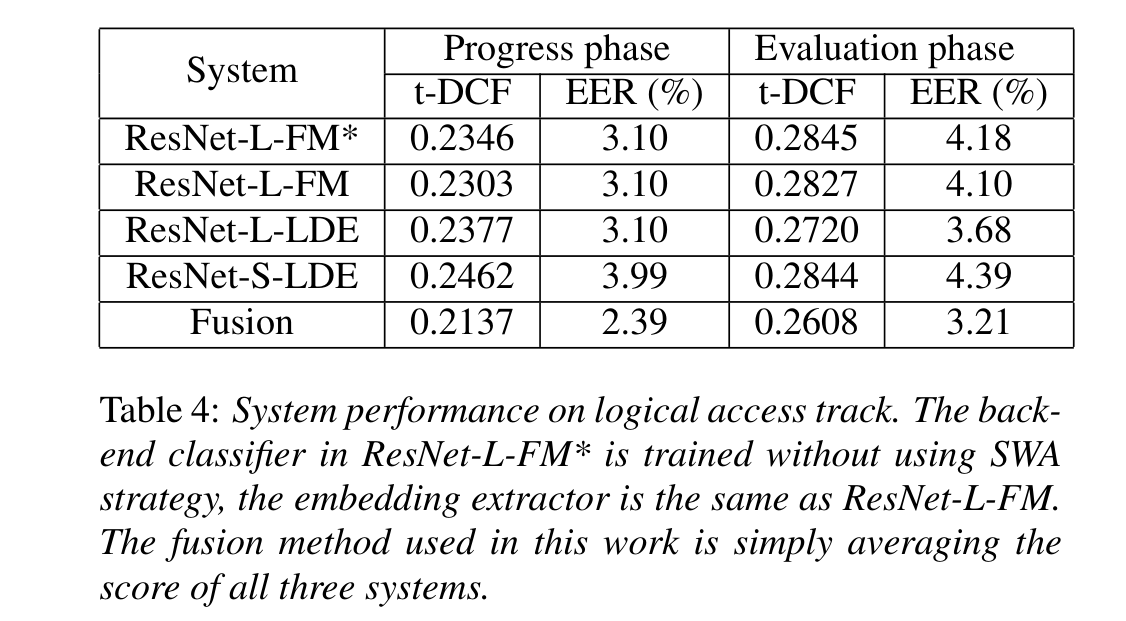 System Progress phase Evaluation phase
t-DCF EER (%) t-DCF EER (%)
ResNet-L-FM* 0.2346 3.10 0.2845 4.18
ResNet-L-FM 0.2303 3.10 0.2827 4.10
ResNet-L-LDE 0.2377 3.10 0.2720 3.68
ResNet-S-LDE 0.2462 3.99 0.2844 4.39
Fusion 0.2137 2.39 0.2608 3.21
Table 4: System performance on logical access track. The back-
end classifier in ResNet-L-FM* is trained without using SWA
strategy, the embedding extractor is the same as ResNet-L-FM.
The fusion method used in this work is simply averaging the
score of all three systems.